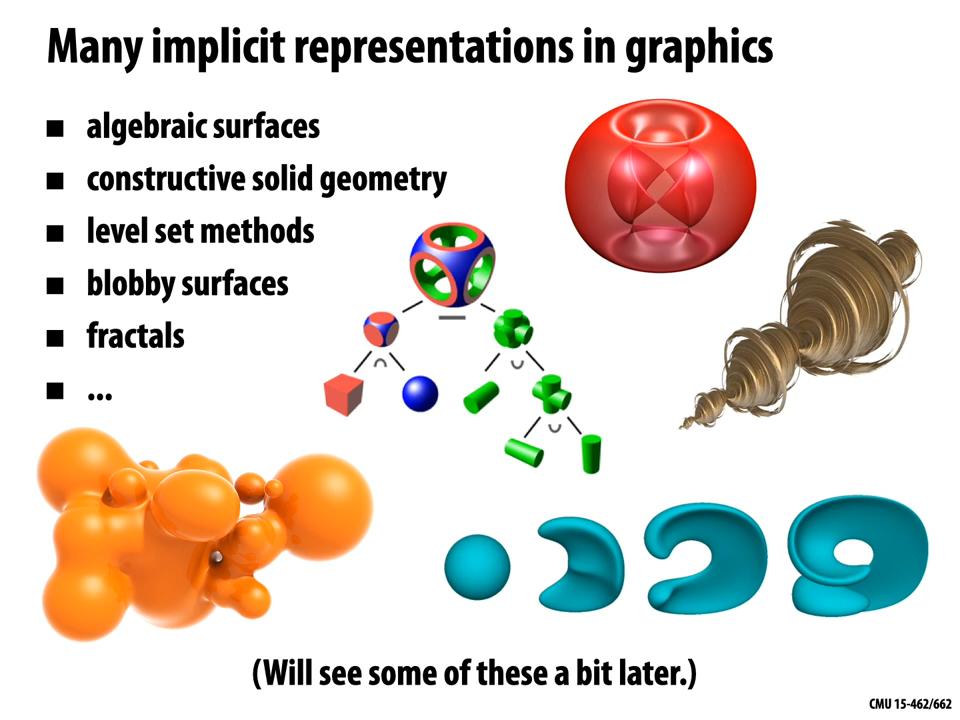 Many implicit representations in graphics
■ algebraic surfaces
■ constructive solid geometry
■ level set methods
■ blobby surfaces
■ fractals
■ ...
(Will see some of these a bit later.)
CMU 15-462/662